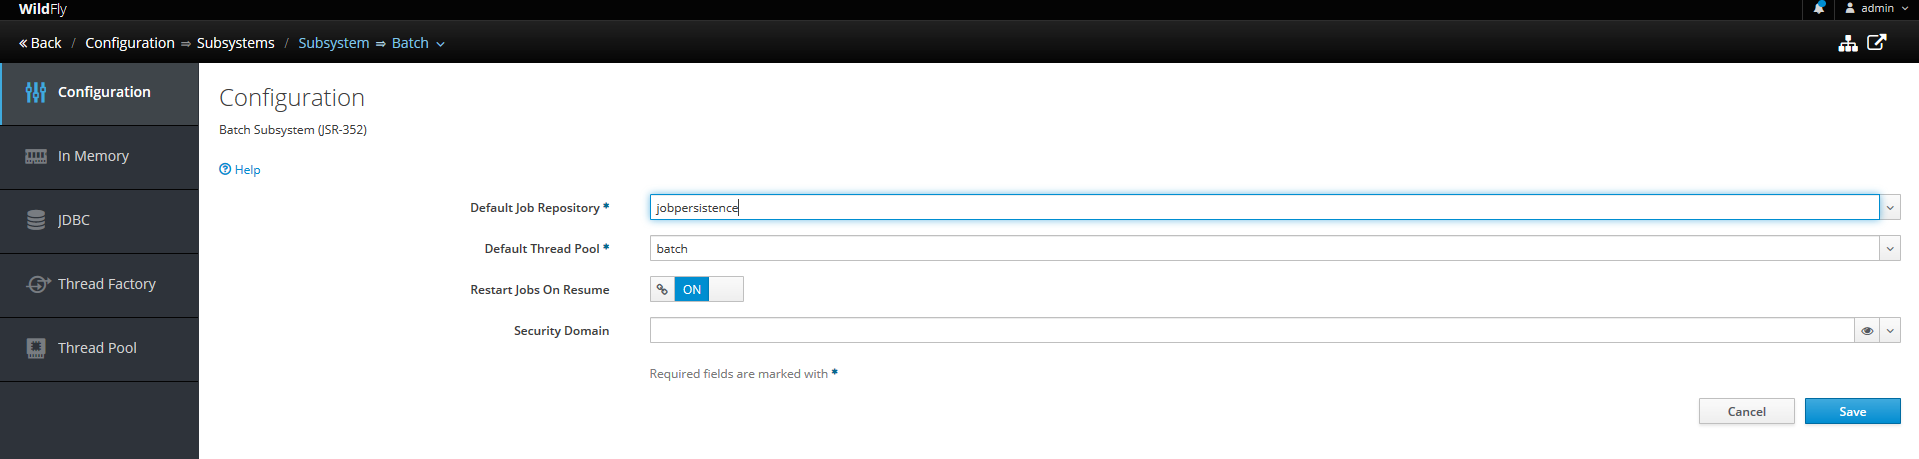 WildFly
admin
« Back / Configuration ⇒ Subsystems / Subsystem ⇒ Batch
Configuration
In Memory
JDBC
Thread Factory
Thread Pool
Configuration
Batch Subsystem (JSR-352)
Help
Default Job Repository * jobpersistence
Default Thread Pool * batch
Restart Jobs On Resume ON
Security Domain
Required fields are marked with *
Cancel Save